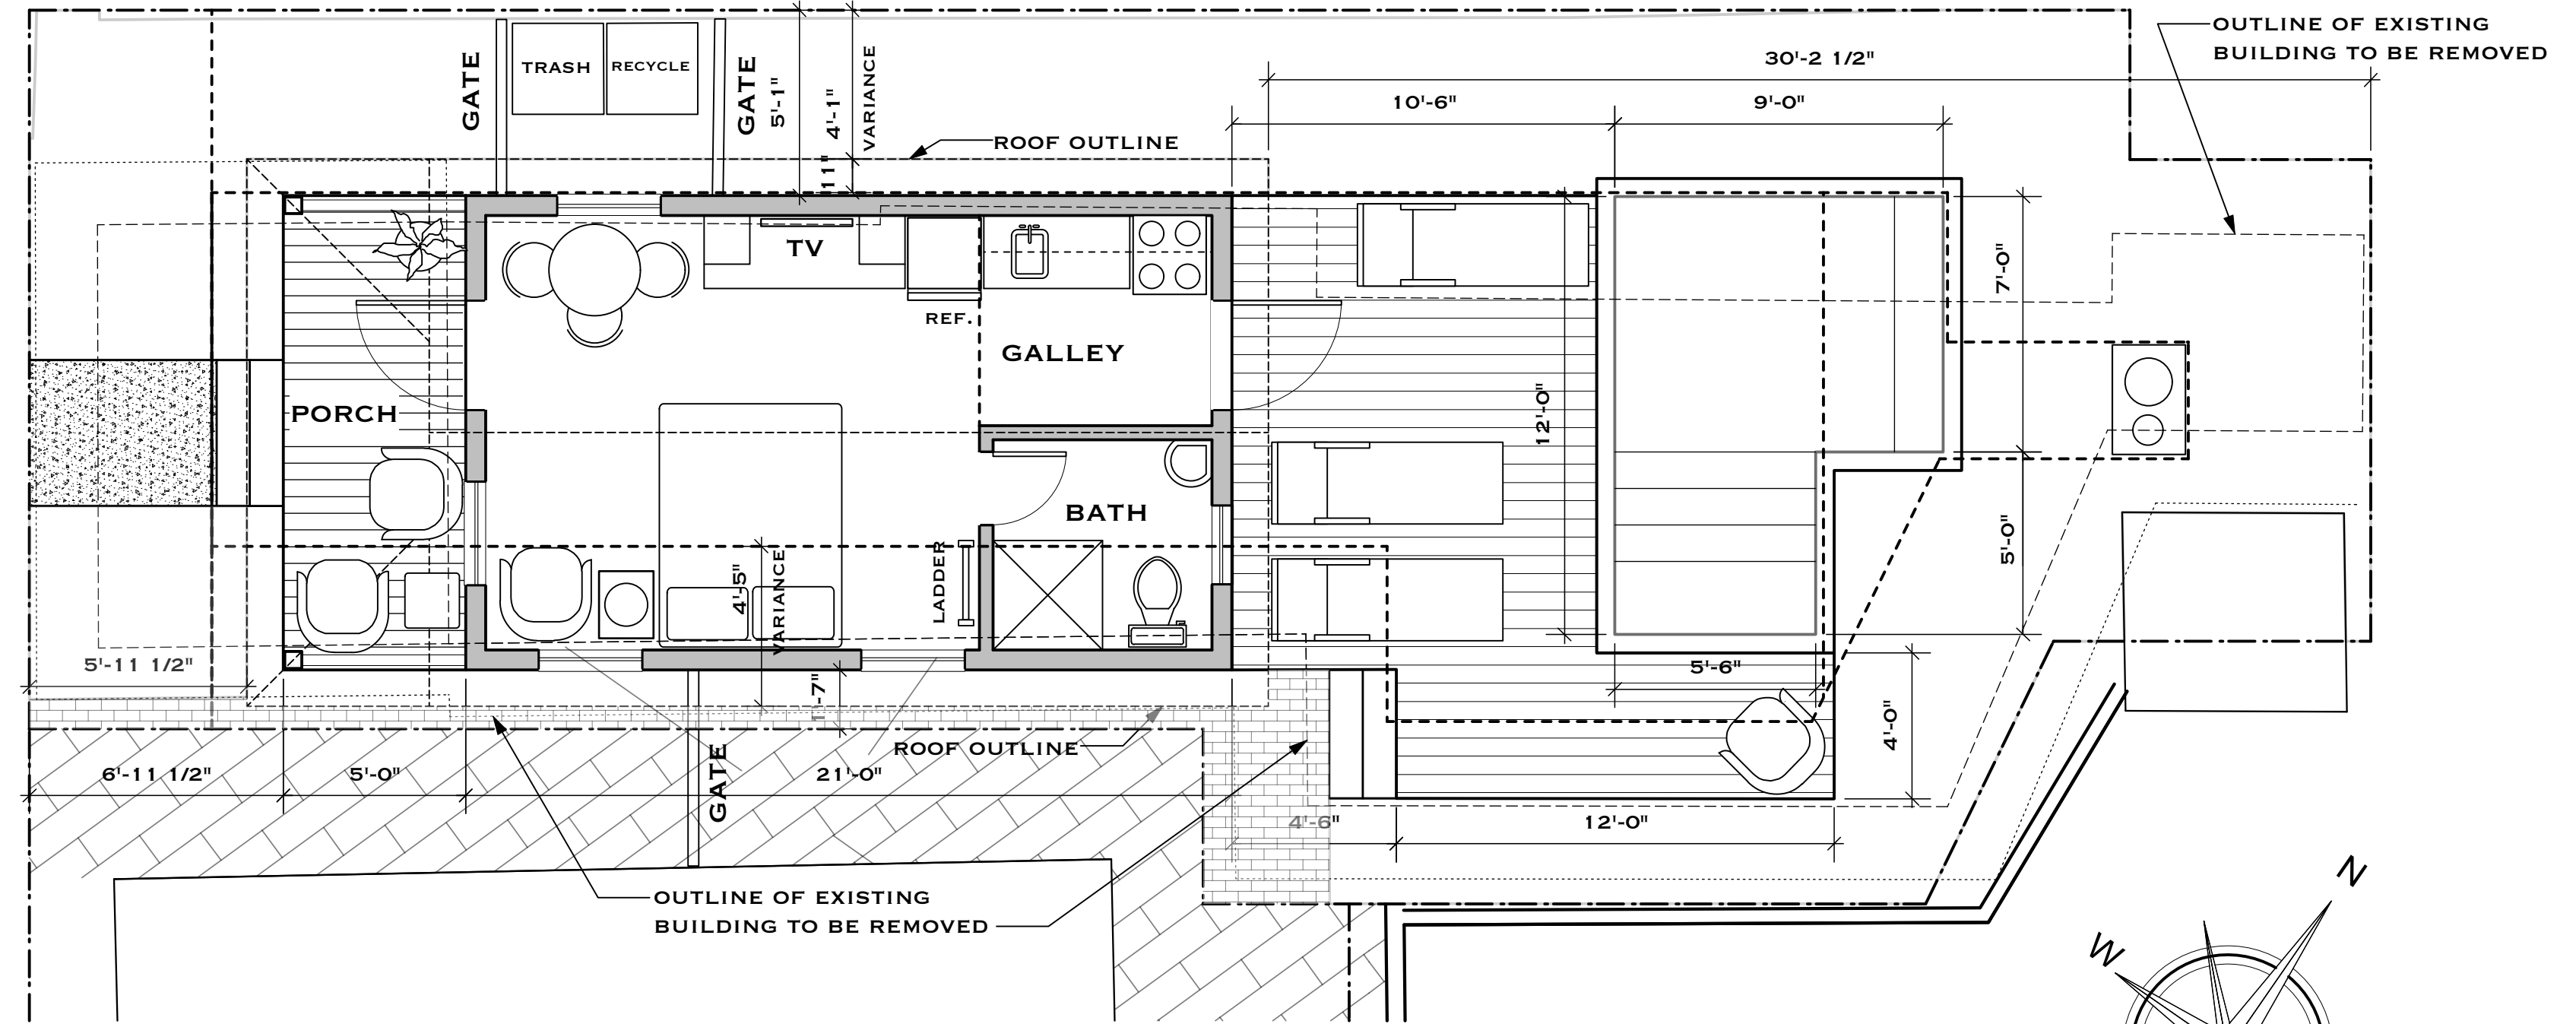 OUTLINE OF EXISTING
BUILDING TO BE REMOVED
30'-2 1/2"
10'-6"
9'-0"
GATE
TRASH
RECYCLE
GATE
5'-1"
4'-1"
VARIANCE
11"
ROOF OUTLINE
TV
REF.
GALLEY
PORCH
BATH
LADDER
4'-5"
VARIANCE
12'-0"
7'-0"
5'-0"
5'-6"
4'-0"
5'-11 1/2"
1'-7"
ROOF OUTLINE
6'-11 1/2"
5'-0"
21'-0"
GATE
4'-6"
12'-0"
OUTLINE OF EXISTING
BUILDING TO BE REMOVED
N
W